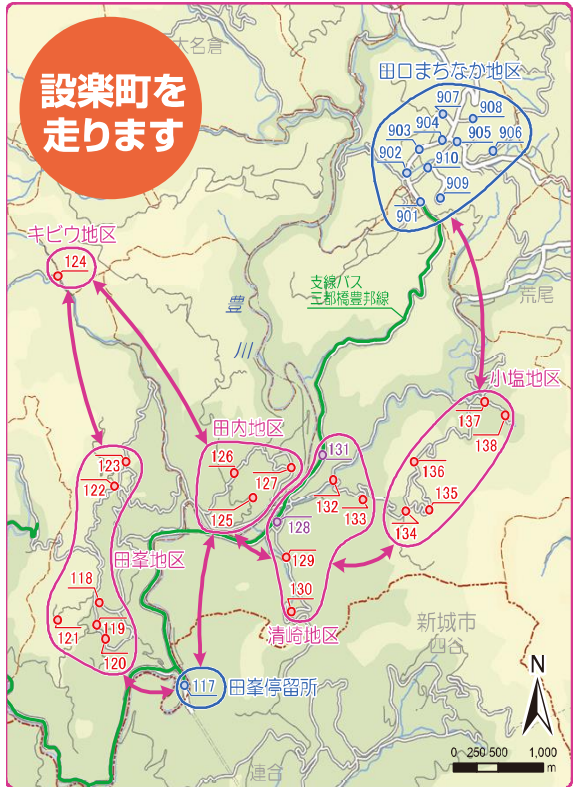 設楽町を
走ります
大名倉
田口まちなか地区
907
908
904
903
905
906
902
910
909
901
キビウ地区
124
支線バス
三都橋豊邦線
荒尾
豊
川
小塩地区
137
138
田内地区
131
126
123
127
136
122
132
133
135
125
128
134
田峯地区
129
118
130
119
121
120
清崎地区
新城市
四谷
117
田峯停留所
連合
N
0 250 500 1,000
m